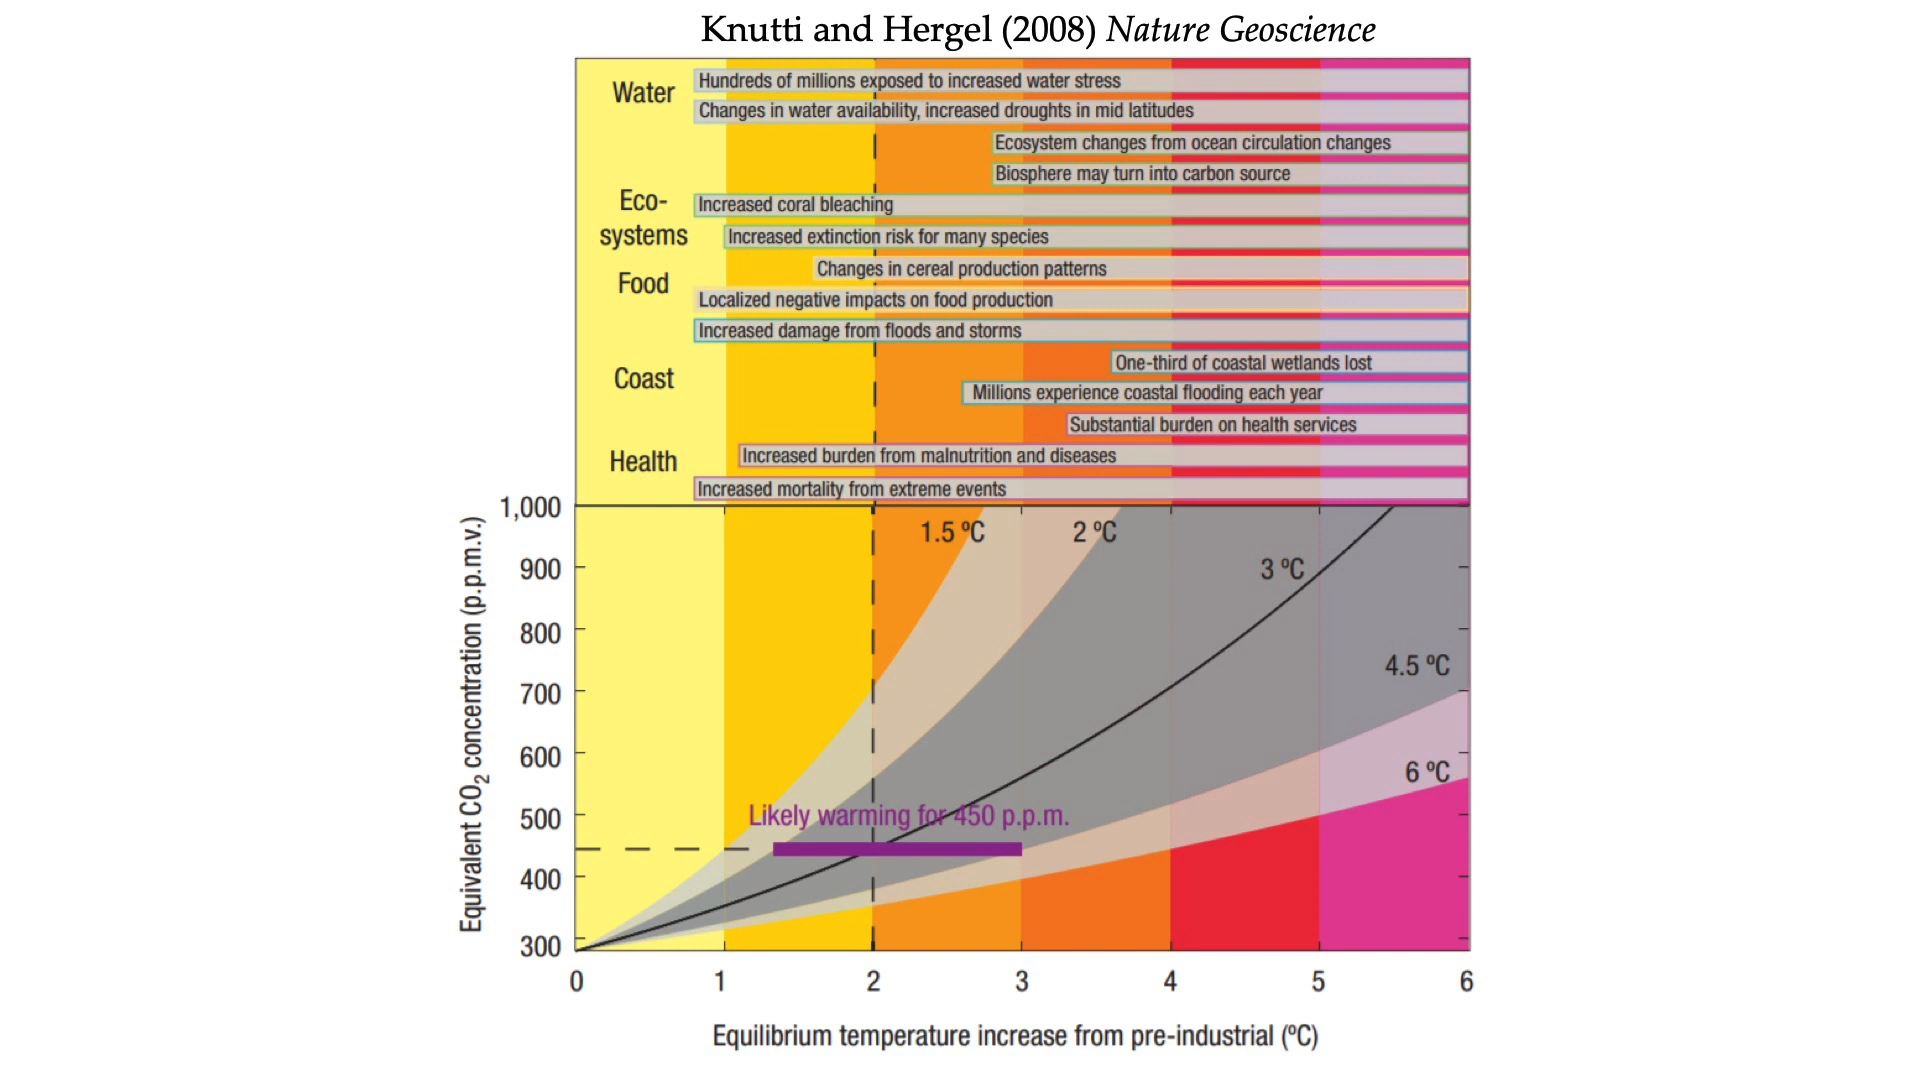 Knutti and Hergel (2008) Nature Geoscience
Water
Hundreds of millions exposed to increased water stress
Changes in water availability, increased droughts in mid latitudes
Ecosystem changes from ocean circulation changes
Biosphere may turn into carbon source
Eco-
systems
Increased coral bleaching
Increased extinction risk for many species
Food
Changes in cereal production patterns
Localized negative impacts on food production
Increased damage from floods and storms
Coast
One-third of coastal wetlands lost
Millions experience coastal flooding each year
Substantial burden on health services
Health
Increased burden from malnutrition and diseases
Increased mortality from extreme events
Equivalent CO₂ concentration (p.p.m.v.)
1,000
900
800
700
600
500
400
300
1.5 ºC
2 ºC
3 ºC
4.5 ºC
6 ºC
Likely warming for 450 p.p.m.
0 1 2 3 4 5 6
Equilibrium temperature increase from pre-industrial (ºC)